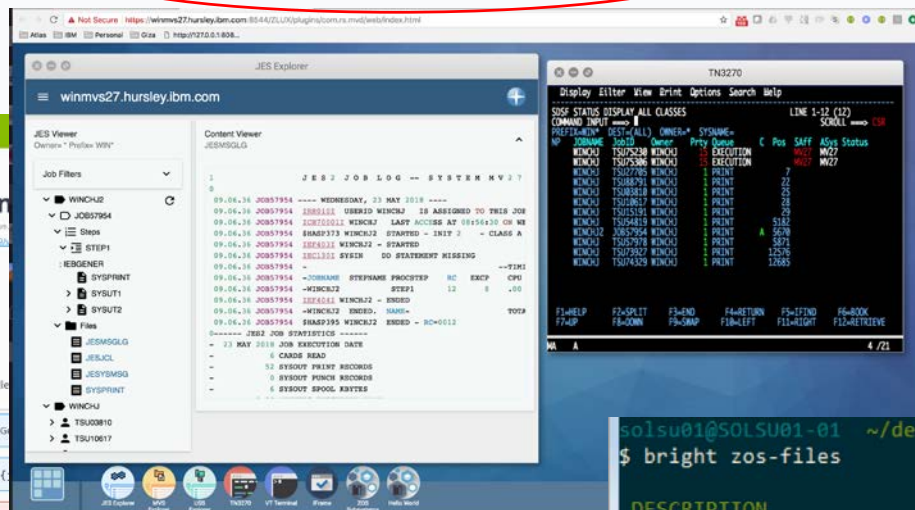 Not Secure https://winmvs27.hursley.ibm.com:8544/ZLUX/plugins/com.rs.mvd/web/index.html
Atlas IBM Personal Giza http://127.0.0.1:808...
JES Explorer
winmvs27.hursley.ibm.com
JES Viewer
Owner= * Prefix= WIN*
Job Filters
WINCHJ2
JOB57954
Steps
STEP1
: IEBGENER
SYSPRINT
SYSUT1
SYSUT2
Files
JESMSGLG
JESJCL
JESYSMSG
SYSPRINT
WINCHJ
TSU03810
TSU10617
Content Viewer
JESMSGLG
1 J E S 2 J O B L O G -- S Y S T E M M V 2 7
0
09.06.36 JOB57954 ---- WEDNESDAY, 23 MAY 2018 ----
09.06.36 JOB57954 IRR010I USERID WINCHJ IS ASSIGNED TO THIS JOB
09.06.36 JOB57954 ICH70001I WINCHJ LAST ACCESS AT 08:56:30 ON WE
09.06.36 JOB57954 $HASP373 WINCHJ2 STARTED - INIT 2 - CLASS A
09.06.36 JOB57954 IEF403I WINCHJ2 - STARTED
09.06.36 JOB57954 IEC130I SYSIN DD STATEMENT MISSING
09.06.36 JOB57954 - --TIMI
09.06.36 JOB57954 -JOBNAME STEPNAME PROCSTEP RC EXCP CPU
09.06.36 JOB57954 -WINCHJ2 STEP1 12 8 .00
09.06.36 JOB57954 IEF404I WINCHJ2 - ENDED
09.06.36 JOB57954 -WINCHJ2 ENDED. NAME= TOTA
09.06.36 JOB57954 $HASP395 WINCHJ2 ENDED - RC=0012
0------ JES2 JOB STATISTICS ------
- 23 MAY 2018 JOB EXECUTION DATE
- 6 CARDS READ
- 52 SYSOUT PRINT RECORDS
- 0 SYSOUT PUNCH RECORDS
- 6 SYSOUT SPOOL KBYTES
TN3270
Display Filter View Print Options Search Help
SDSF STATUS DISPLAY ALL CLASSES LINE 1-12 (12)
COMMAND INPUT ===> SCROLL ===> CSR
PREFIX=WIN* DEST=(ALL) OWNER=* SYSNAME=
NP JOBNAME JobID Owner Prty Queue C Pos SAff ASys Status
WINCHJ TSU75230 WINCHJ 15 EXECUTION MV27 MV27
WINCHJ TSU75306 WINCHJ 15 EXECUTION MV27 MV27
WINCHJ TSU27705 WINCHJ 1 PRINT 7
WINCHJ TSU88791 WINCHJ 1 PRINT 22
WINCHJ TSU03810 WINCHJ 1 PRINT 25
WINCHJ TSU10617 WINCHJ 1 PRINT 28
WINCHJ TSU15191 WINCHJ 1 PRINT 29
WINCHJ TSU54819 WINCHJ 1 PRINT 5182
WINCHJ2 JOB57954 WINCHJ 1 PRINT A 5670
WINCHJ TSU57978 WINCHJ 1 PRINT 5871
WINCHJ TSU73927 WINCHJ 1 PRINT 12576
WINCHJ TSU74329 WINCHJ 1 PRINT 12685
F1=HELP F2=SPLIT F3=END F4=RETURN F5=IFIND F6=BOOK
F7=UP F8=DOWN F9=SWAP F10=LEFT F11=RIGHT F12=RETRIEVE
MA A 4 /21
JES Explorer MVS Explorer USS TN3270 VT Terminal IFrame ZOS Subsystems Hello World
solsu01@SOLSU01-01 ~/de
$ bright zos-files
DESCRIPTION